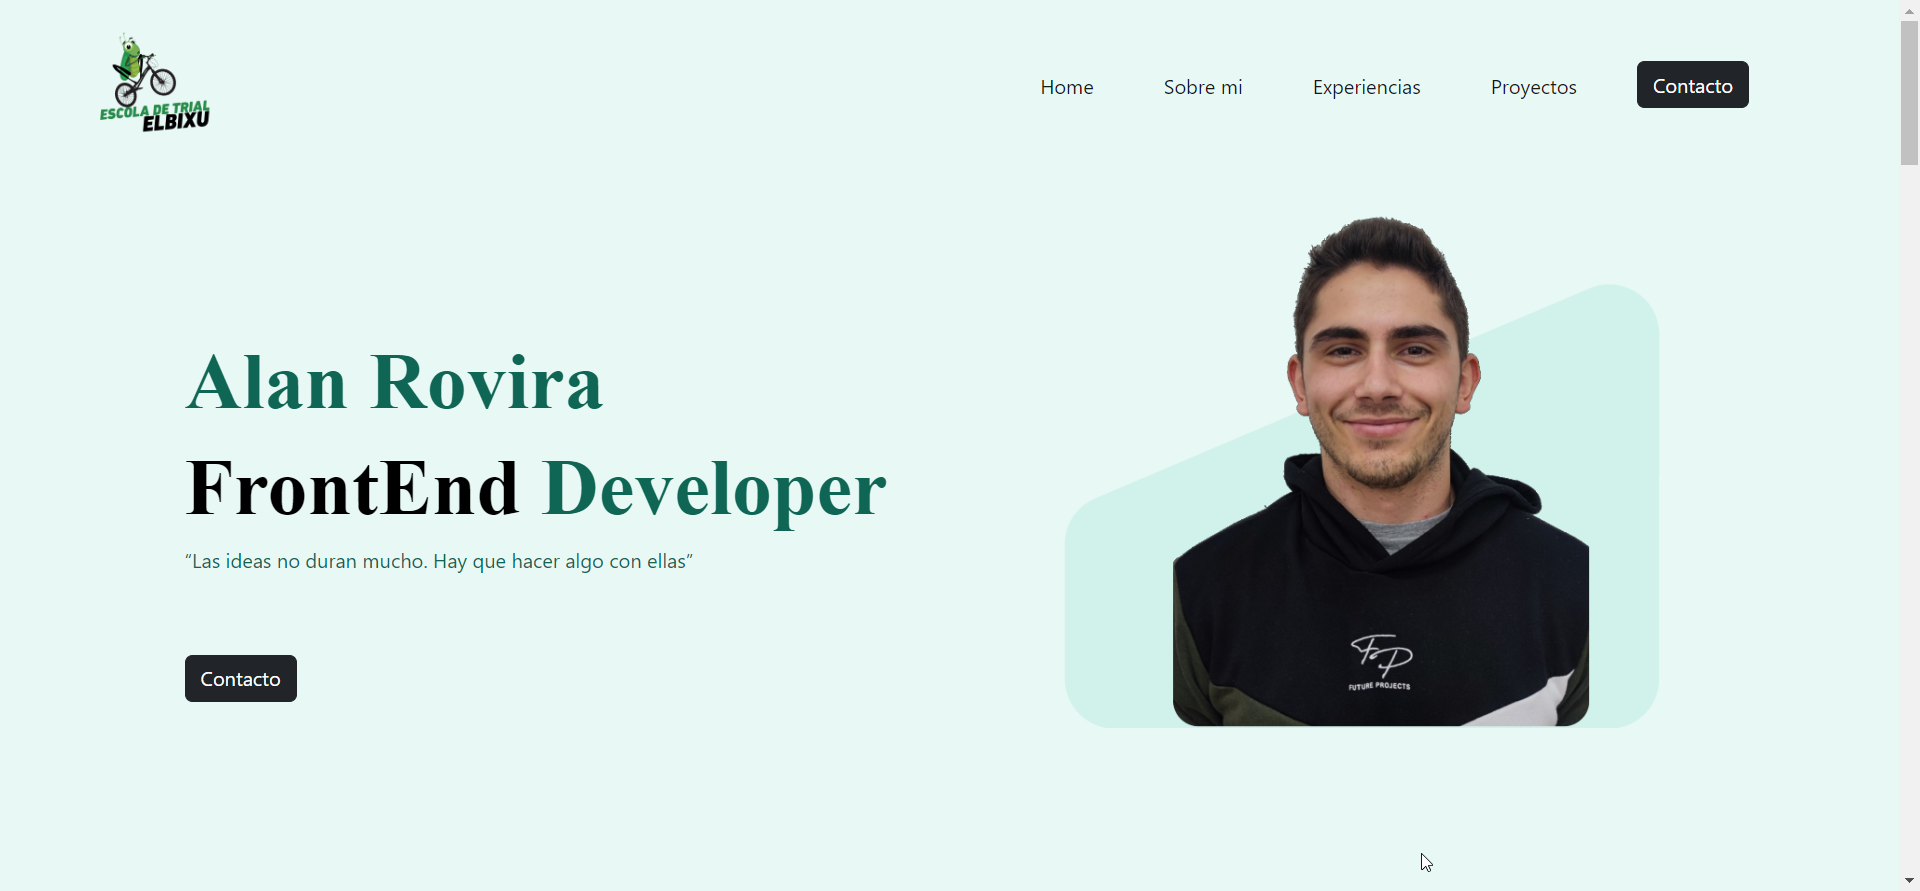 ESCOLA DE TRIAL
ELBIXU
Home
Sobre mi
Experiencias
Proyectos
Contacto
Alan Rovira
FrontEnd Developer
“Las ideas no duran mucho. Hay que hacer algo con ellas”
Contacto
FP
FUTURE PROJECTS